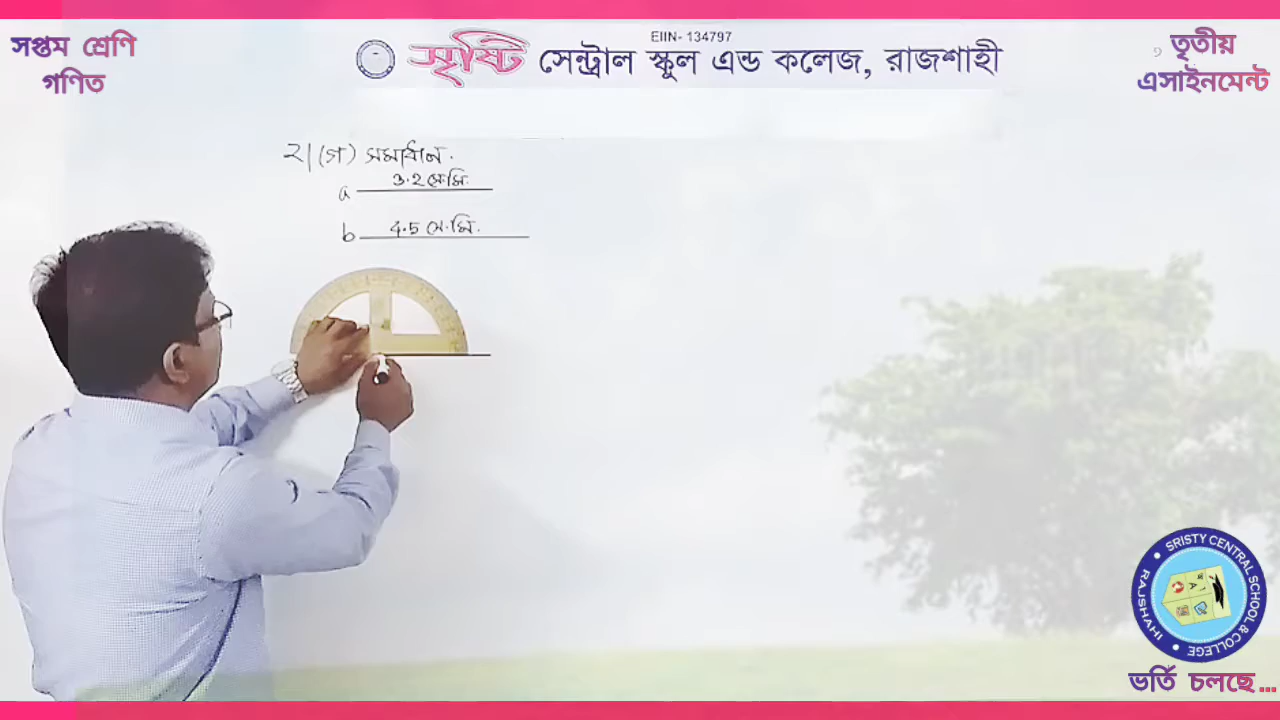 সপ্তম শ্রেণি
গণিত
EIIN- 134797
সৃষ্টি সেন্ট্রাল স্কুল এন্ড কলেজ, রাজশাহী
তৃতীয়
এসাইনমেন্ট
২|(গ) সমাধান.
a 3.2 সে.মি.
b 4.5 সে.মি.
SRISTY CENTRAL SCHOOL & COLLEGE
RAJSHAHI
ভর্তি চলছে...